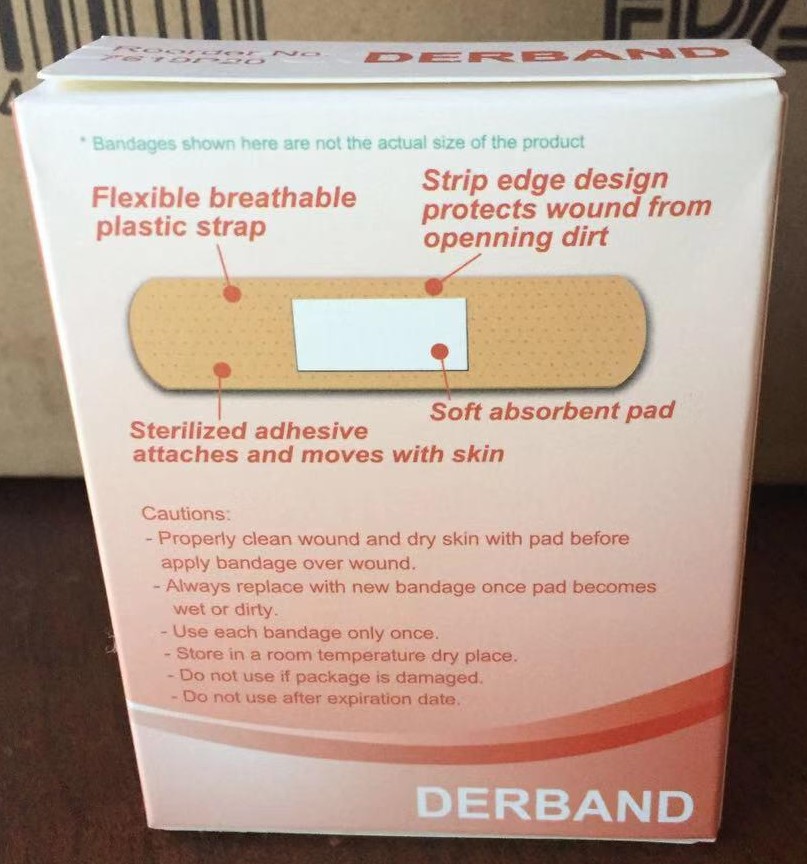 Reorder No.
7619P20
DERBAND
* Bandages shown here are not the actual size of the product
Flexible breathable
plastic strap
Strip edge design
protects wound from
openning dirt
Soft absorbent pad
Sterilized adhesive
attaches and moves with skin
Cautions:
- Properly clean wound and dry skin with pad before
apply bandage over wound.
- Always replace with new bandage once pad becomes
wet or dirty.
- Use each bandage only once.
- Store in a room temperature dry place.
- Do not use if package is damaged.
- Do not use after expiration date.
DERBAND